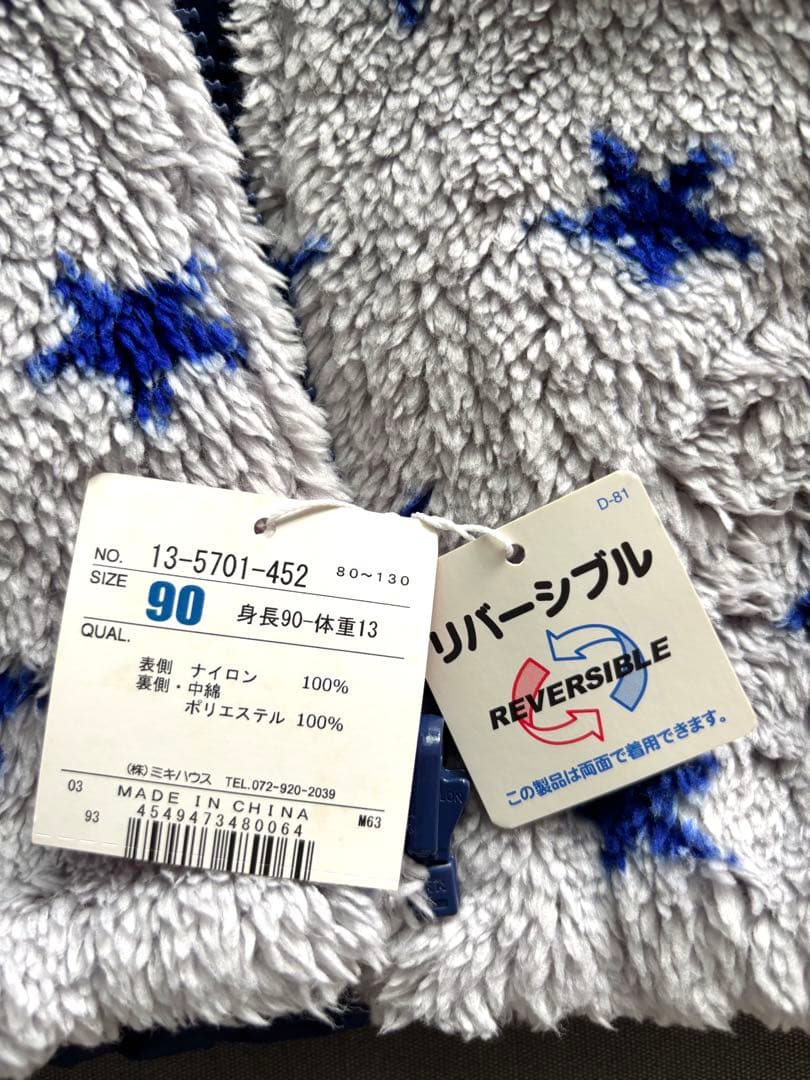 NO. 13-5701-452 80~130
SIZE 90 身長90-体重13
QUAL.
表側 ナイロン 100%
裏側・中綿
ポリエステル 100%
(株)ミキハウス TEL.072-920-2039
03 MADE IN CHINA
93 4549473480064 M63
D-81
リバーシブル
REVERSIBLE
この製品は両面で着用できます。